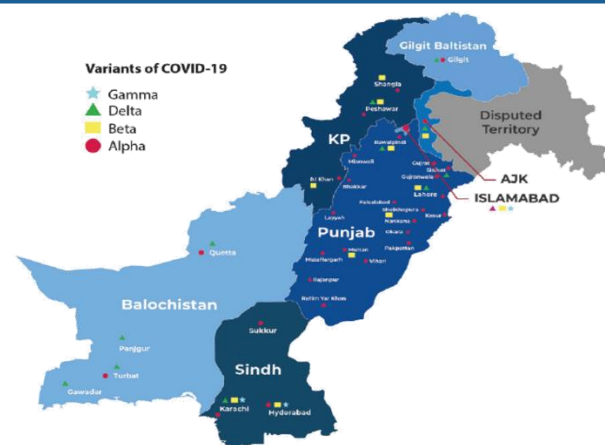 Variants of COVID-19
Gamma
Delta
Beta
Alpha
Gilgit Baltistan
Gilgit
Shangla
Peshawar
Disputed
Territory
KP
Rawalpindi
AJK
ISLAMABAD
Mianwali
Gujrat
Sialkot
Gujranwala
DI Khan
Bhakkar
Lahore
Faisalabad
Sheikhupura
Layyah
Nankana
Kasur
Okara
Punjab
Pakpattan
Multan
Muzaffargarh
Vihari
Quetta
Rajanpur
Balochistan
Rahim Yar Khan
Sukkur
Panjgur
Sindh
Turbat
Gawadar
Karachi
Hyderabad